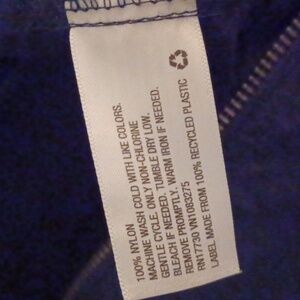 100% NYLON
MACHINE WASH COLD WITH LIKE COLORS.
GENTLE CYCLE. ONLY NON-CHLORINE
BLEACH IF NEEDED. TUMBLE DRY LOW.
REMOVE PROMPTLY. WARM IRON IF NEEDED.
RN17730 VN1083275
LABEL MADE FROM 100% RECYCLED PLASTIC